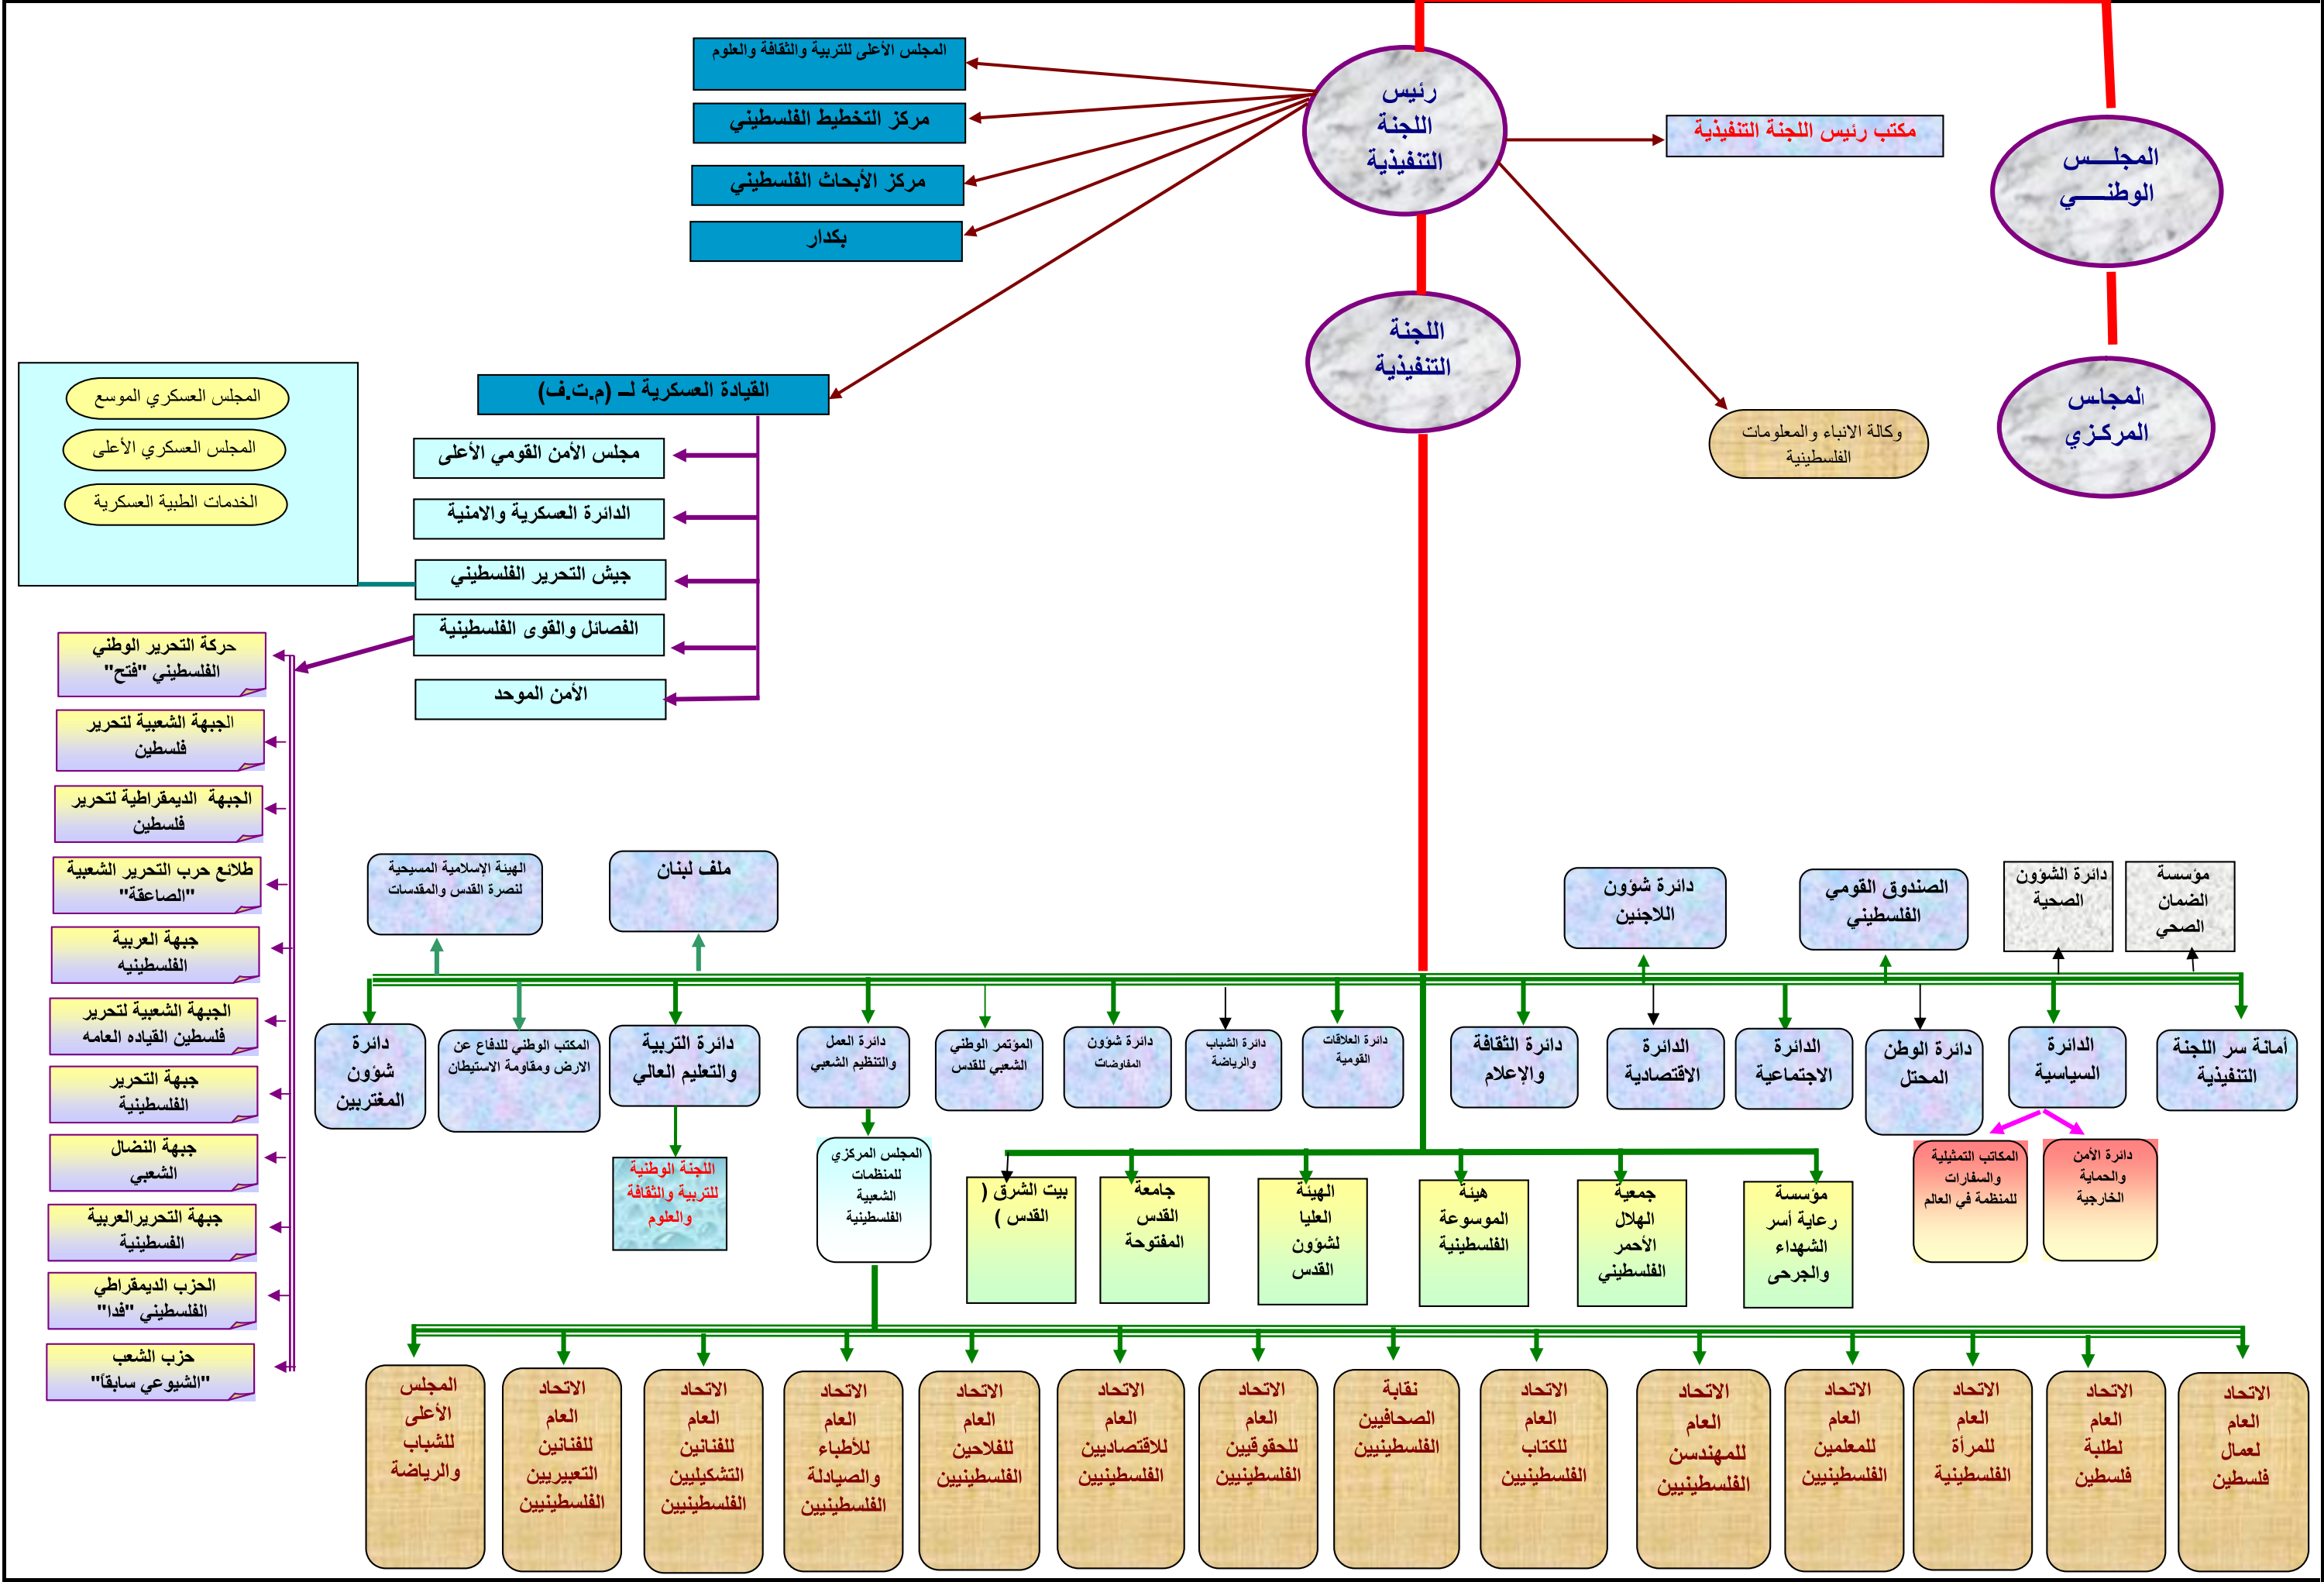 المجلس الأعلى للتربية والثقافة والعلوم
مركز التخطيط الفلسطيني
مركز الأبحاث الفلسطيني
بكدار
رئيس
اللجنة
التنفيذية
مكتب رئيس اللجنة التنفيذية
المجلـــس
الوطنـــي
اللجنة
التنفيذية
وكالة الانباء والمعلومات
الفلسطينية
المجلس
المركزي
القيادة العسكرية لــ (م.ت.ف)
مجلس الأمن القومي الأعلى
الدائرة العسكرية والامنية
جيش التحرير الفلسطيني
الفصائل والقوى الفلسطينية
الأمن الموحد
المجلس العسكري الموسع
المجلس العسكري الأعلى
الخدمات الطبية العسكرية
حركة التحرير الوطني
الفلسطيني "فتح"
الجبهة الشعبية لتحرير
فلسطين
الجبهة الديمقراطية لتحرير
فلسطين
طلائع حرب التحرير الشعبية
"الصاعقة"
جبهة العربية
الفلسطينيه
الجبهة الشعبية لتحرير
فلسطين القياده العامه
جبهة التحرير
الفلسطينية
جبهة النضال
الشعبي
جبهة التحريرالعربية
الفسطينية
الحزب الديمقراطي
الفلسطيني "فدا"
حزب الشعب
"الشيوعي سابقاً"
مؤسسة
الضمان
الصحي
دائرة الشؤون
الصحية
الصندوق القومي
الفلسطيني
دائرة شؤون
اللاجئين
ملف لبنان
الهيئة الإسلامية المسيحية
لنصرة القدس والمقدسات
أمانة سر اللجنة
التنفيذية
الدائرة
السياسية
دائرة الوطن
المحتل
الدائرة
الاجتماعية
الدائرة
الاقتصادية
دائرة الثقافة
والإعلام
دائرة العلاقات
القومية
دائرة الشباب
والرياضة
دائرة شؤون
المفاوضات
المؤتمر الوطني
الشعبي للقدس
دائرة العمل
والتنظيم الشعبي
دائرة التربية
والتعليم العالي
المكتب الوطني للدفاع عن
الارض ومقاومة الاستيطان
دائرة
شؤون
المغتربين
دائرة الأمن
والحماية
الخارجية
المكاتب التمثيلية
والسفارات
للمنظمة في العالم
مؤسسة
رعاية أسر
الشهداء
والجرحى
جمعية
الهلال
الأحمر
الفلسطيني
هيئة
الموسوعة
الفلسطينية
الهيئة
العليا
لشؤون
القدس
جامعة
القدس
المفتوحة
بيت الشرق (
القدس )
المجلس المركزي
للمنظمات
الشعبية
الفلسطينية
اللجنة الوطنية
للتربية والثقافة
والعلوم
الاتحاد
العام
لعمال
فلسطين
الاتحاد
العام
لطلبة
فلسطين
الاتحاد
العام
للمرأة
الفلسطينية
الاتحاد
العام
للمعلمين
الفلسطينيين
الاتحاد
العام
للمهندسن
الفلسطينيين
الاتحاد
العام
للكتاب
الفلسطينيين
نقابة
الصحافيين
الفلسطينيين
الاتحاد
العام
للحقوقيين
الفلسطينيين
الاتحاد
العام
للاقتصاديين
الفلسطينيين
الاتحاد
العام
للفلاحين
الفلسطينيين
الاتحاد
العام
للأطباء
والصيادلة
الفلسطينيين
الاتحاد
العام
للفنانين
التشكيليين
الفلسطينيين
الاتحاد
العام
للفنانين
التعبيريين
الفلسطينيين
المجلس
الأعلى
للشباب
والرياضة